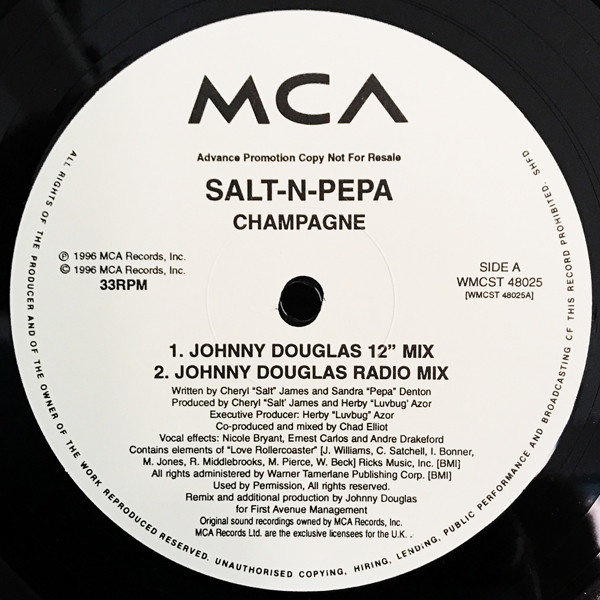 MCA
Advance Promotion Copy Not For Resale
SALT-N-PEPA
CHAMPAGNE
℗ 1996 MCA Records, Inc.
© 1996 MCA Records, Inc.
33RPM
SIDE A
WMCST 48025
[WMCST 48025A]
1. JOHNNY DOUGLAS 12” MIX
2. JOHNNY DOUGLAS RADIO MIX
Written by Cheryl “Salt” James and Sandra “Pepa” Denton
Produced by Cheryl “Salt’ James and Herby “Luvbug’ Azor
Executive Producer: Herby “Luvbug” Azor
Co-produced and mixed by Chad Elliot
Vocal effects: Nicole Bryant, Ernest Carlos and Andre Drakeford
Contains elements of “Love Rollercoaster” [J. Williams, C. Satchell, I. Bonner,
M. Jones, R. Middlebrooks, M. Pierce, W. Beck] Ricks Music, Inc. [BMI]
All rights administered by Warner Tamerlane Publishing Corp. [BMI]
Used by Permission, All rights reserved.
Remix and additional production by Johnny Douglas
for First Avenue Management
Original sound recordings owned by MCA Records, Inc.
MCA Records Ltd. are the exclusive licensees for the U.K. .
ALL RIGHTS OF THE PRODUCER AND OF THE OWNER OF THE WORK REPRODUCED RESERVED. UNAUTHORISED COPYING, HIRING, LENDING, PUBLIC PERFORMANCE AND BROADCASTING OF THIS RECORD PROHIBITED. SHFD